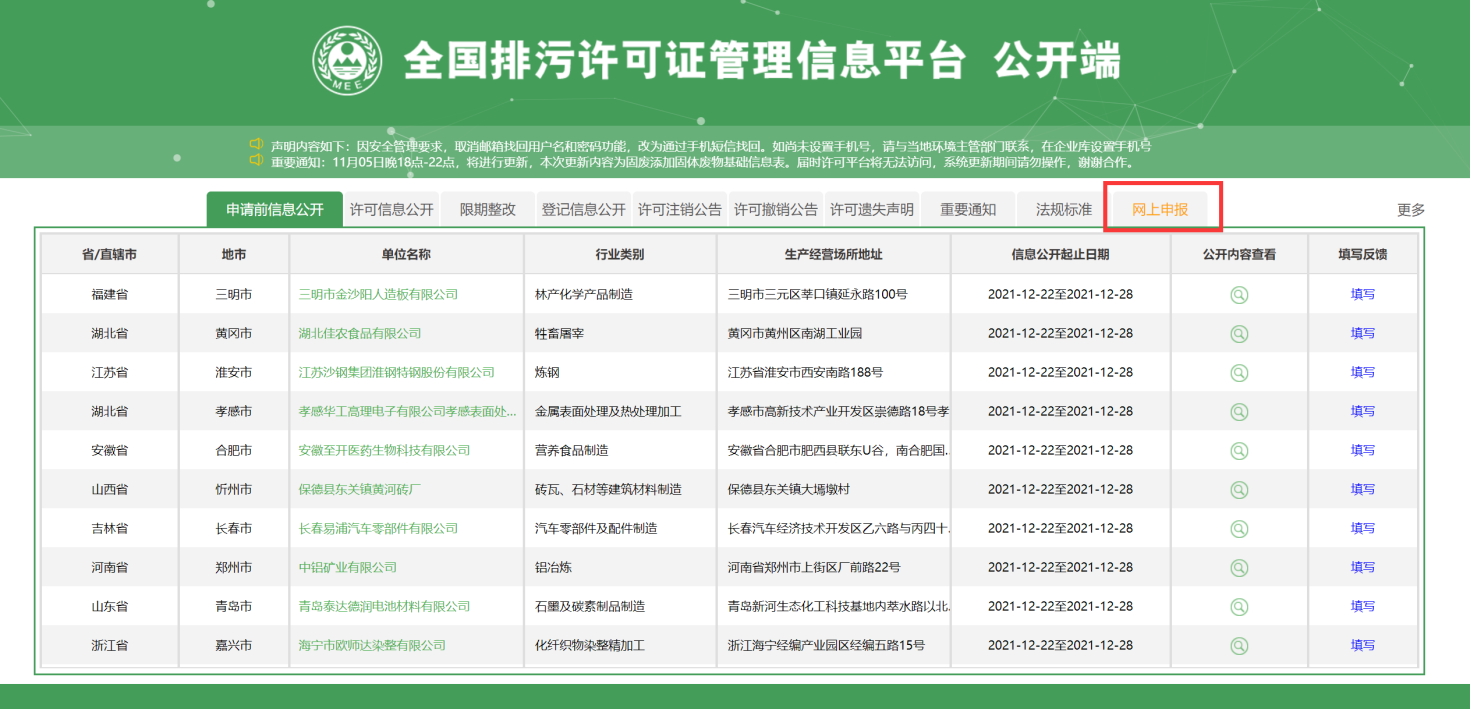 MEE
全国排污许可证管理信息平台 公开端
声明内容如下：因安全管理要求，取消邮箱找回用户名和密码功能，改为通过手机短信找回。如尚未设置手机号，请与当地环境主管部门联系，在企业库设置手机号
重要通知：11月05日晚18点-22点，将进行更新，本次更新内容为固废添加固体废物基础信息表。届时许可平台将无法访问，系统更新期间请勿操作，谢谢合作。
申请前信息公开 许可信息公开 限期整改 登记信息公开 许可注销公告 许可撤销公告 许可遗失声明 重要通知 法规标准 网上申报 更多
省/直辖市 地市 单位名称 行业类别 生产经营场所地址 信息公开起止日期 公开内容查看 填写反馈
福建省 三明市 三明市金沙阳人造板有限公司 林产化学产品制造 三明市三元区莘口镇延永路100号 2021-12-22至2021-12-28 填写
湖北省 黄冈市 湖北佳农食品有限公司 牲畜屠宰 黄冈市黄州区南湖工业园 2021-12-22至2021-12-28 填写
江苏省 淮安市 江苏沙钢集团淮钢特钢股份有限公司 炼钢 江苏省淮安市西安南路188号 2021-12-22至2021-12-28 填写
湖北省 孝感市 孝感华工高理电子有限公司孝感表面处... 金属表面处理及热处理加工 孝感市高新技术产业开发区崇德路18号孝 2021-12-22至2021-12-28 填写
安徽省 合肥市 安徽至开医药生物科技有限公司 营养食品制造 安徽省合肥市肥西县联东U谷，南合肥国.. 2021-12-22至2021-12-28 填写
山西省 忻州市 保德县东关镇黄河砖厂 砖瓦、石材等建筑材料制造 保德县东关镇大墕墩村 2021-12-22至2021-12-28 填写
吉林省 长春市 长春易浦汽车零部件有限公司 汽车零部件及配件制造 长春汽车经济技术开发区乙六路与丙四十. 2021-12-22至2021-12-28 填写
河南省 郑州市 中铝矿业有限公司 铝冶炼 河南省郑州市上街区厂前路22号 2021-12-22至2021-12-28 填写
山东省 青岛市 青岛泰达德润电池材料有限公司 石墨及碳素制品制造 青岛新河生态化工科技基地内萃水路以北. 2021-12-22至2021-12-28 填写
浙江省 嘉兴市 海宁市欧师达染整有限公司 化纤织物染整精加工 浙江海宁经编产业园区经编五路15号 2021-12-22至2021-12-28 填写